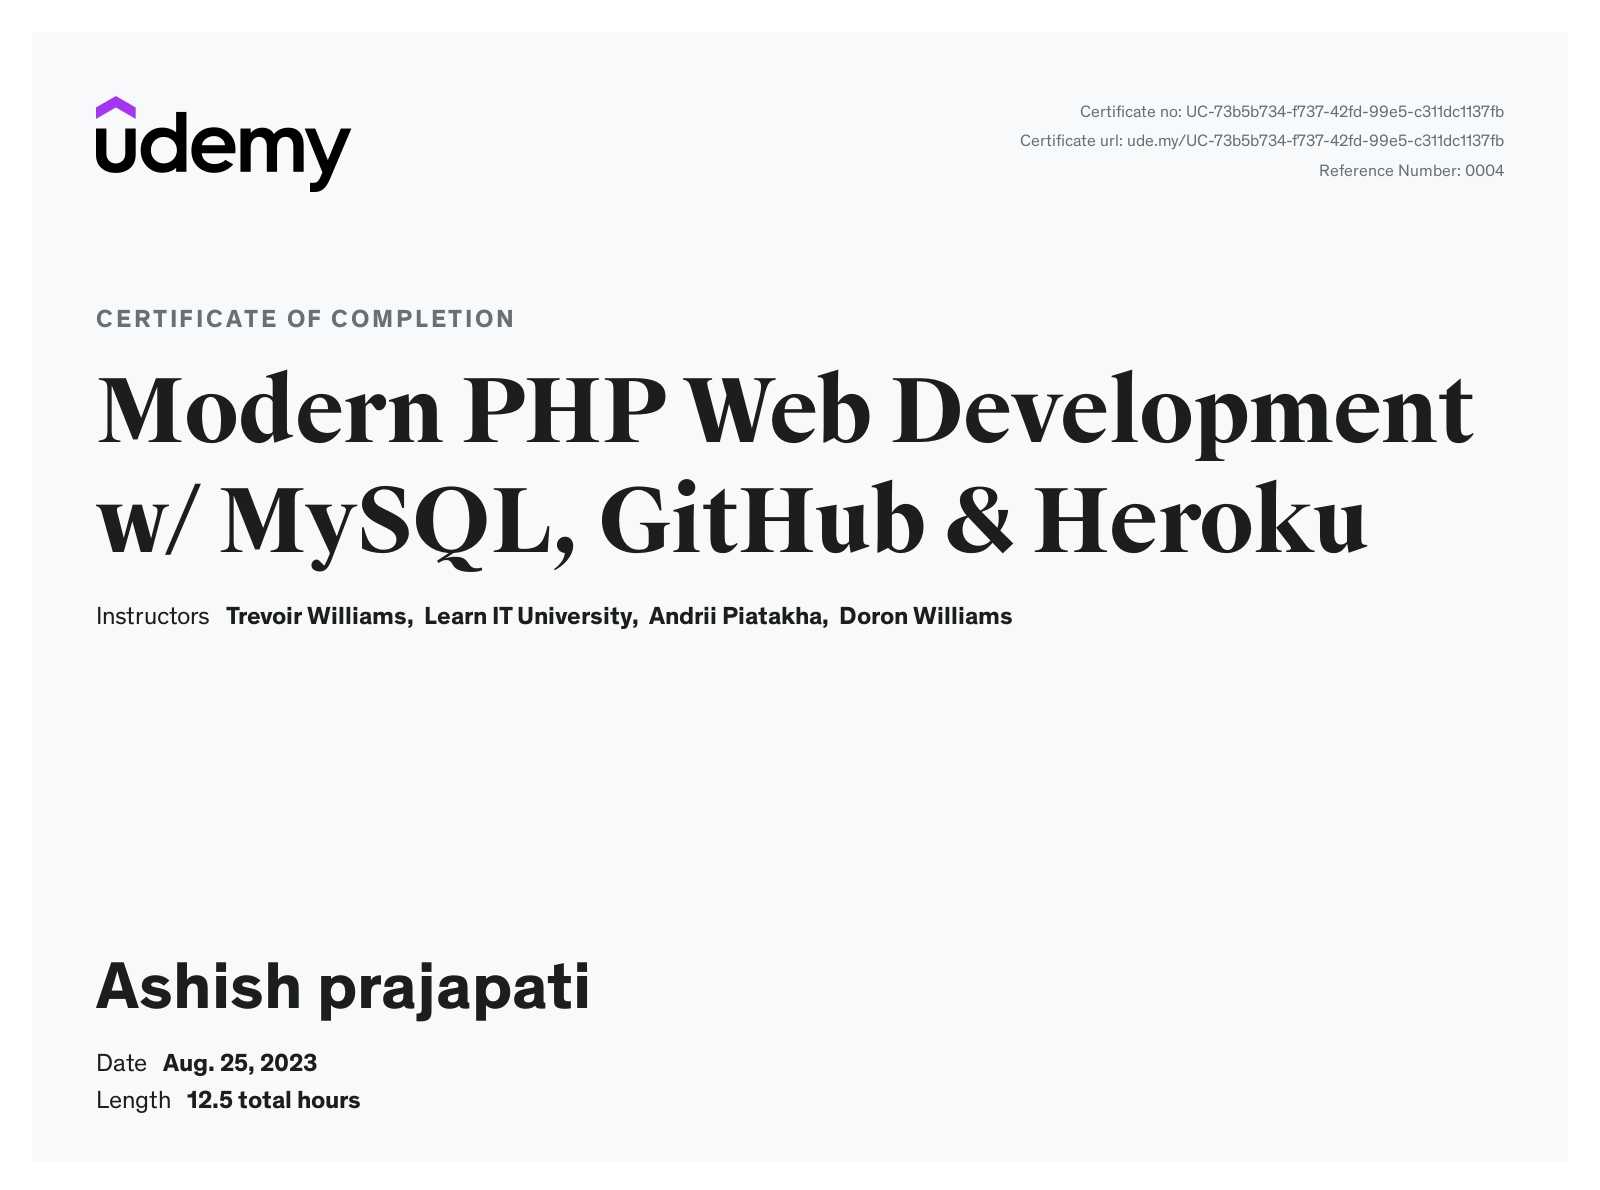 udemy
Certificate no: UC-73b5b734-f737-42fd-99e5-c311dc1137fb
Certificate url: ude.my/UC-73b5b734-f737-42fd-99e5-c311dc1137fb
Reference Number: 0004
CERTIFICATE OF COMPLETION
Modern PHP Web Development
w/ MySQL, GitHub & Heroku
Instructors Trevoir Williams, Learn IT University, Andrii Piatakha, Doron Williams
Ashish prajapati
Date Aug. 25, 2023
Length 12.5 total hours